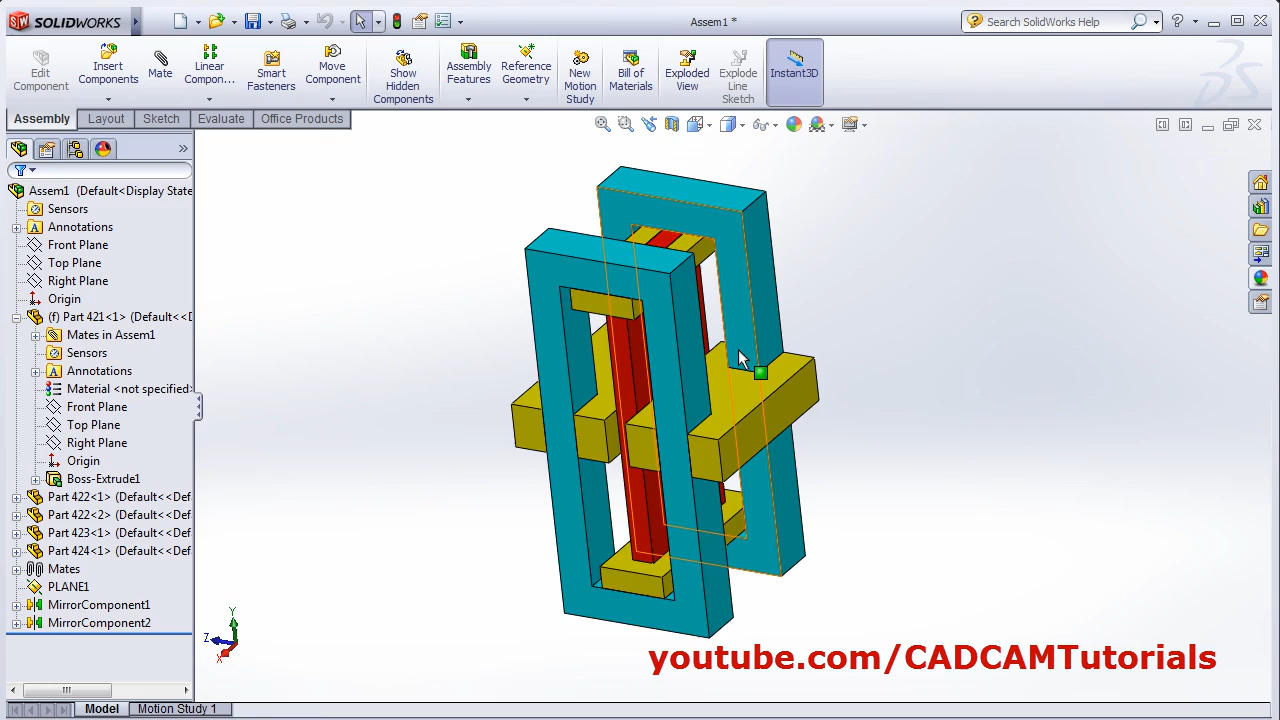 SOLIDWORKS
Assem1 *
Search SolidWorks Help
Edit Component
Insert Components
Mate
Linear Compon...
Smart Fasteners
Move Component
Show Hidden Components
Assembly Features
Reference Geometry
New Motion Study
Bill of Materials
Exploded View
Explode Line Sketch
Instant3D
Assembly
Layout
Sketch
Evaluate
Office Products
Assem1 (Default<Display State
Sensors
Annotations
Front Plane
Top Plane
Right Plane
Origin
(f) Part 421<1> (Default<<D
Mates in Assem1
Sensors
Annotations
Material <not specified>
Front Plane
Top Plane
Right Plane
Origin
Boss-Extrude1
Part 422<1> (Default<<Def
Part 422<2> (Default<<Def
Part 423<1> (Default<<Def
Part 424<1> (Default<<Def
Mates
PLANE1
MirrorComponent1
MirrorComponent2
Y
Z
X
youtube.com/CADCAMTutorials
Model
Motion Study 1